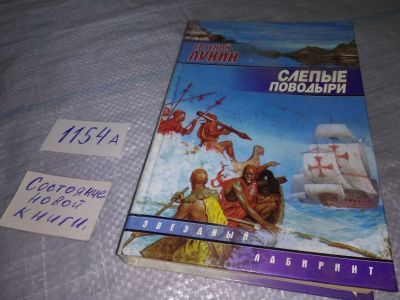 ЕВГЕНИЙ
ЛУКИН
СЛЕПЫЕ
ПОВОДЫРИ
1154А
Состояние
новой
книги.
ЗВЕЗДНЫЙ
ЛАБИРИНТ